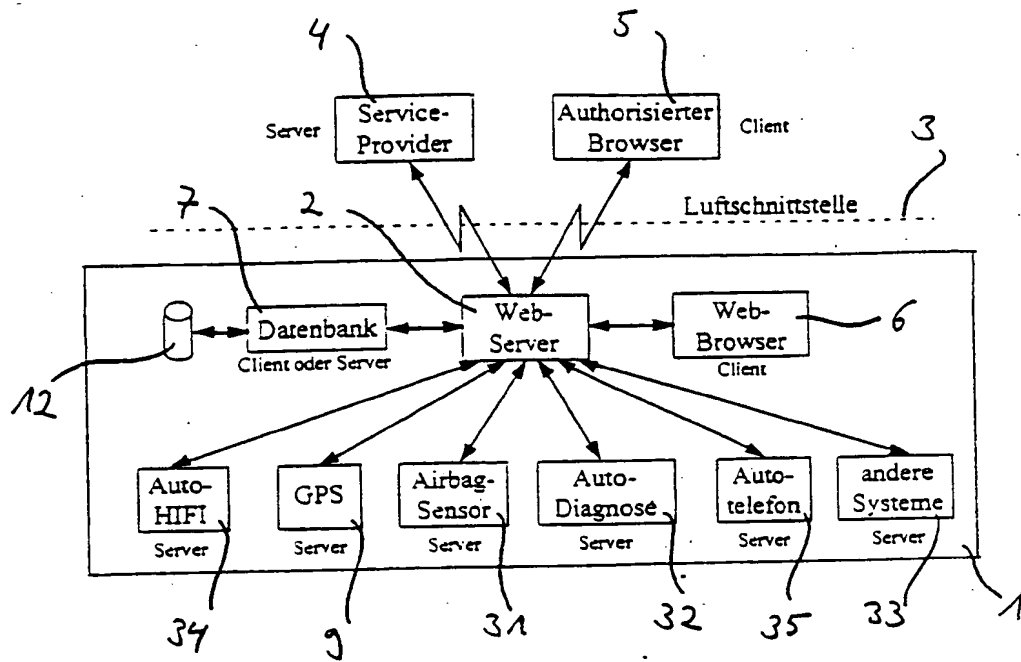 4
5
Service-
Provider
Server
Authorisierter
Browser
Client
3
7
2
Luftschnittstelle
Datenbank
Client oder Server
Web-
Server
Web-
Browser
Client
6
12
Auto-
HIFI
Server
GPS
Server
Airbag-
Sensor
Server
Auto-
Diagnose
Server
Auto-
telefon
Server
andere
Systeme
Server
34
9
31
32
35
33
1